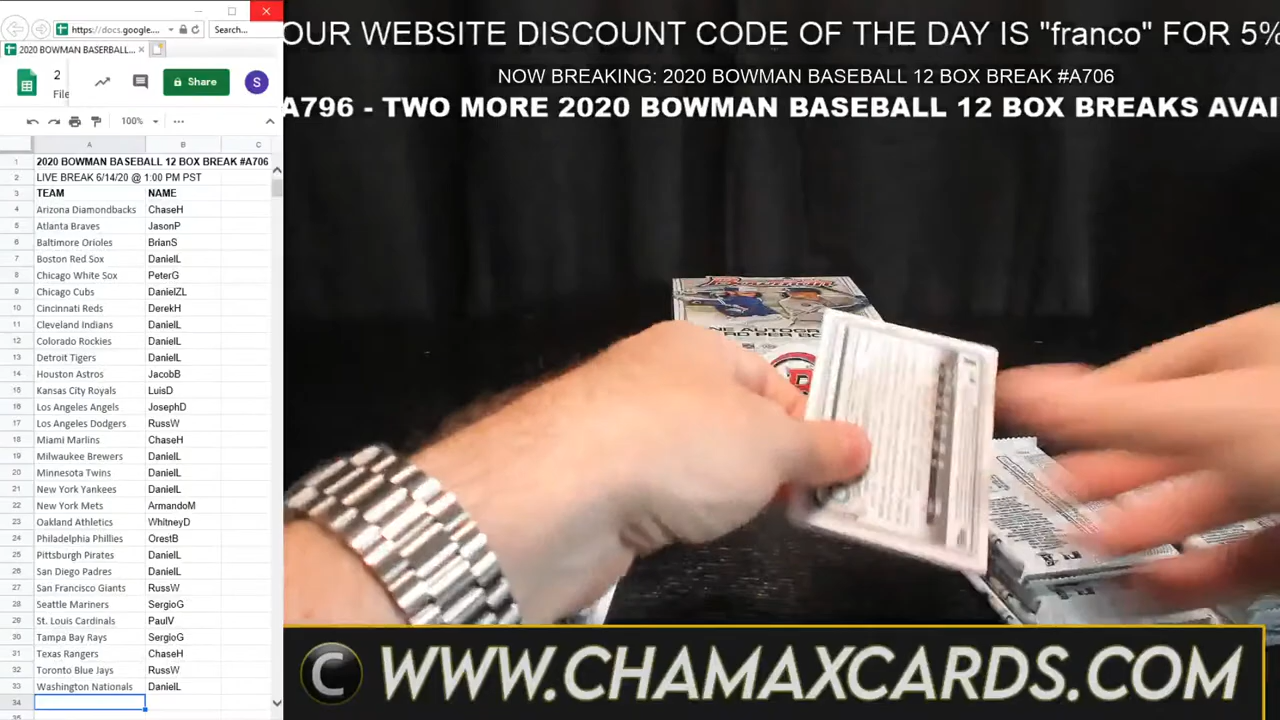 https://docs.google....
Search...
2020 BOWMAN BASEBALL...
2
File
Share
S
100%
A B C
1 2020 BOWMAN BASEBALL 12 BOX BREAK #A706
2 LIVE BREAK 6/14/20 @ 1:00 PM PST
3 TEAM NAME
4 Arizona Diamondbacks ChaseH
5 Atlanta Braves JasonP
6 Baltimore Orioles BrianS
7 Boston Red Sox DanielL
8 Chicago White Sox PeterG
9 Chicago Cubs DanielZL
10 Cincinnati Reds DerekH
11 Cleveland Indians DanielL
12 Colorado Rockies DanielL
13 Detroit Tigers DanielL
14 Houston Astros JacobB
15 Kansas City Royals LuisD
16 Los Angeles Angels JosephD
17 Los Angeles Dodgers RussW
18 Miami Marlins ChaseH
19 Milwaukee Brewers DanielL
20 Minnesota Twins DanielL
21 New York Yankees DanielL
22 New York Mets ArmandoM
23 Oakland Athletics WhitneyD
24 Philadelphia Phillies OrestB
25 Pittsburgh Pirates DanielL
26 San Diego Padres DanielL
27 San Francisco Giants RussW
28 Seattle Mariners SergioG
29 St. Louis Cardinals PaulV
30 Tampa Bay Rays SergioG
31 Texas Rangers ChaseH
32 Toronto Blue Jays RussW
33 Washington Nationals DanielL
34
OUR WEBSITE DISCOUNT CODE OF THE DAY IS "franco" FOR 5%
NOW BREAKING: 2020 BOWMAN BASEBALL 12 BOX BREAK #A706
A796 - TWO MORE 2020 BOWMAN BASEBALL 12 BOX BREAKS AVAI
C WWW.CHAMAXCARDS.COM